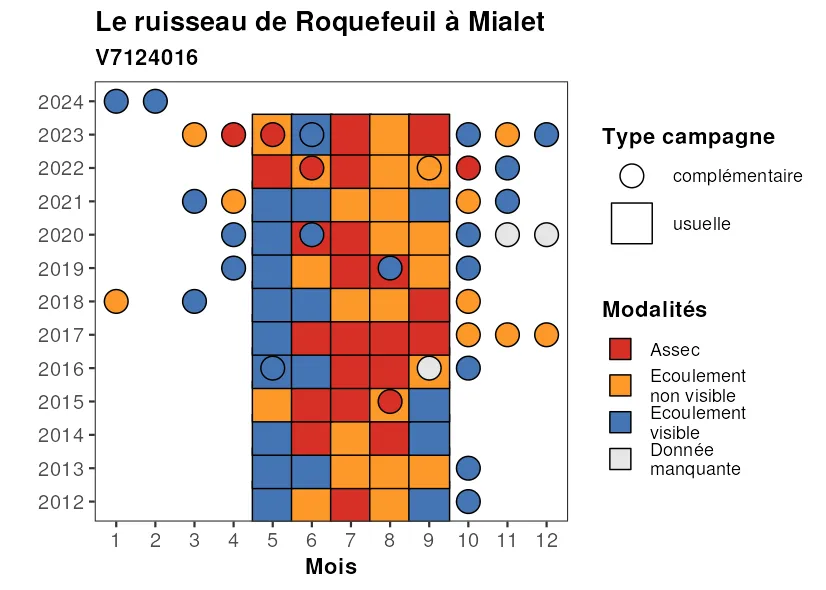 Le ruisseau de Roquefeuil à Mialet
V7124016
2024
2023
2022
2021
2020
2019
2018
2017
2016
2015
2014
2013
2012
1 2 3 4 5 6 7 8 9 10 11 12
Mois
Type campagne
complémentaire
usuelle
Modalités
Assec
Ecoulement
non visible
Ecoulement
visible
Donnée
manquante